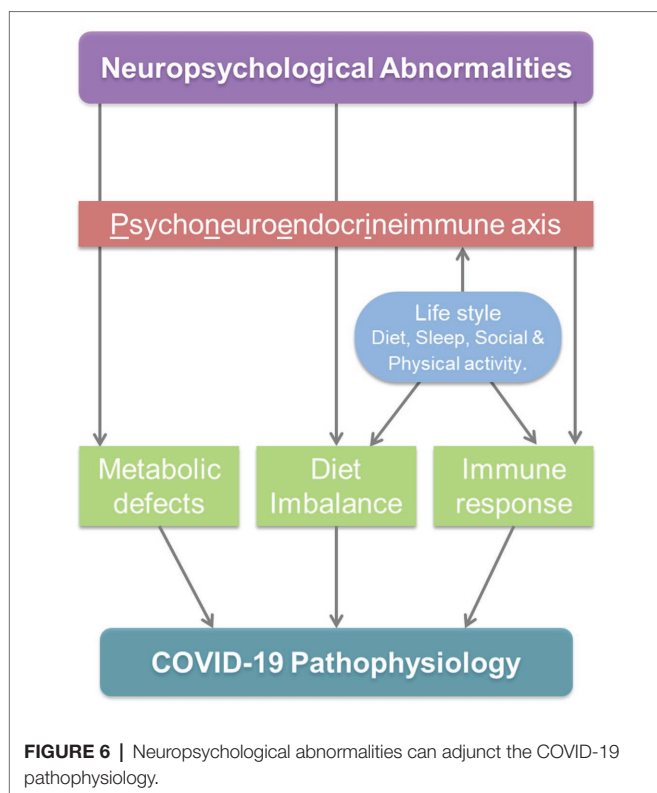 Neuropsychological Abnormalities
Psychoneuroendocrineimmune axis
Life style
Diet, Sleep, Social &
Physical activity.
Metabolic
defects
Diet
Imbalance
Immune
response
COVID-19 Pathophysiology
FIGURE 6 | Neuropsychological abnormalities can adjunct the COVID-19
pathophysiology.